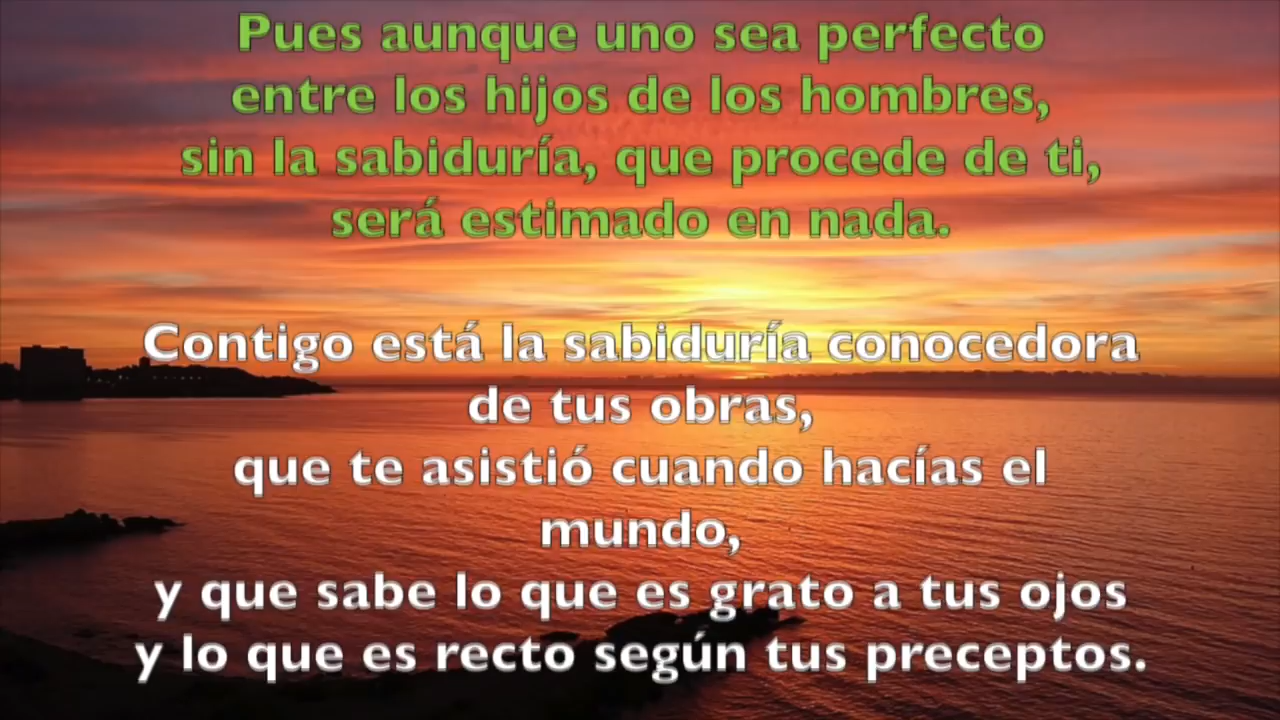 Pues aunque uno sea perfecto
entre los hijos de los hombres,
sin la sabiduría, que procede de ti,
será estimado en nada.
Contigo está la sabiduría conocedora
de tus obras,
que te asistió cuando hacías el
mundo,
y que sabe lo que es grato a tus ojos
y lo que es recto según tus preceptos.